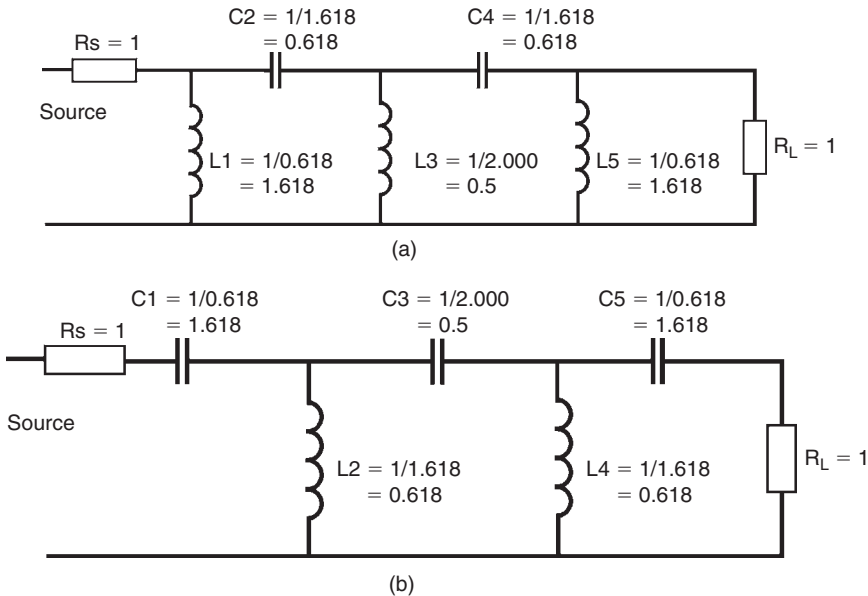 C2 = 1/1.618
= 0.618
C4 = 1/1.618
= 0.618
Rs = 1
Source
L1 = 1/0.618
= 1.618
L3 = 1/2.000
= 0.5
L5 = 1/0.618
= 1.618
RL = 1
(a)
C1 = 1/0.618
= 1.618
C3 = 1/2.000
= 0.5
C5 = 1/0.618
= 1.618
Rs = 1
Source
L2 = 1/1.618
= 0.618
L4 = 1/1.618
= 0.618
RL = 1
(b)